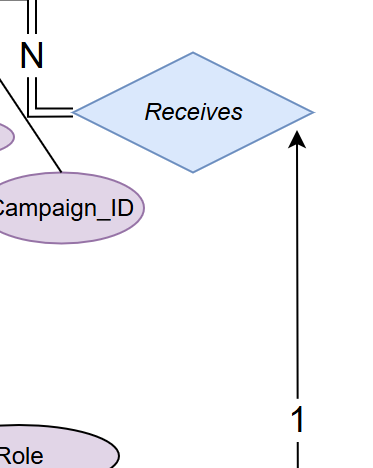 N
Receives
Campaign_ID
1
Role